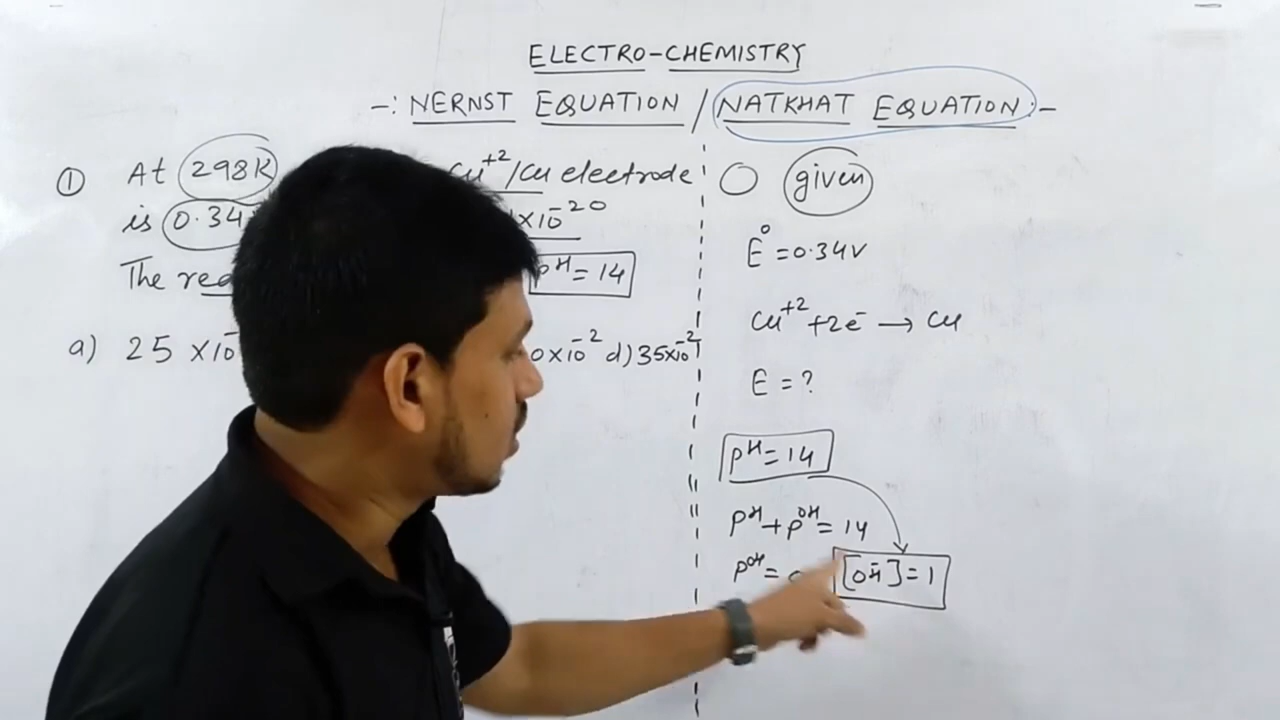 ELECTRO-CHEMISTRY
-: NERNST EQUATION / NATKHAT EQUATION :-
① At 298K Cu⁺²/Cu electrode
is 0.34 ×10⁻²⁰
The pᴴ = 14
a) 25 ×10⁻ 0×10⁻² d) 35×10⁻²
given
E° = 0.34V
Cu⁺² + 2e⁻ → Cu
E = ?
pᴴ = 14
pᴴ + pᴼᴴ = 14
pᴼᴴ = 0 [OH⁻] = 1